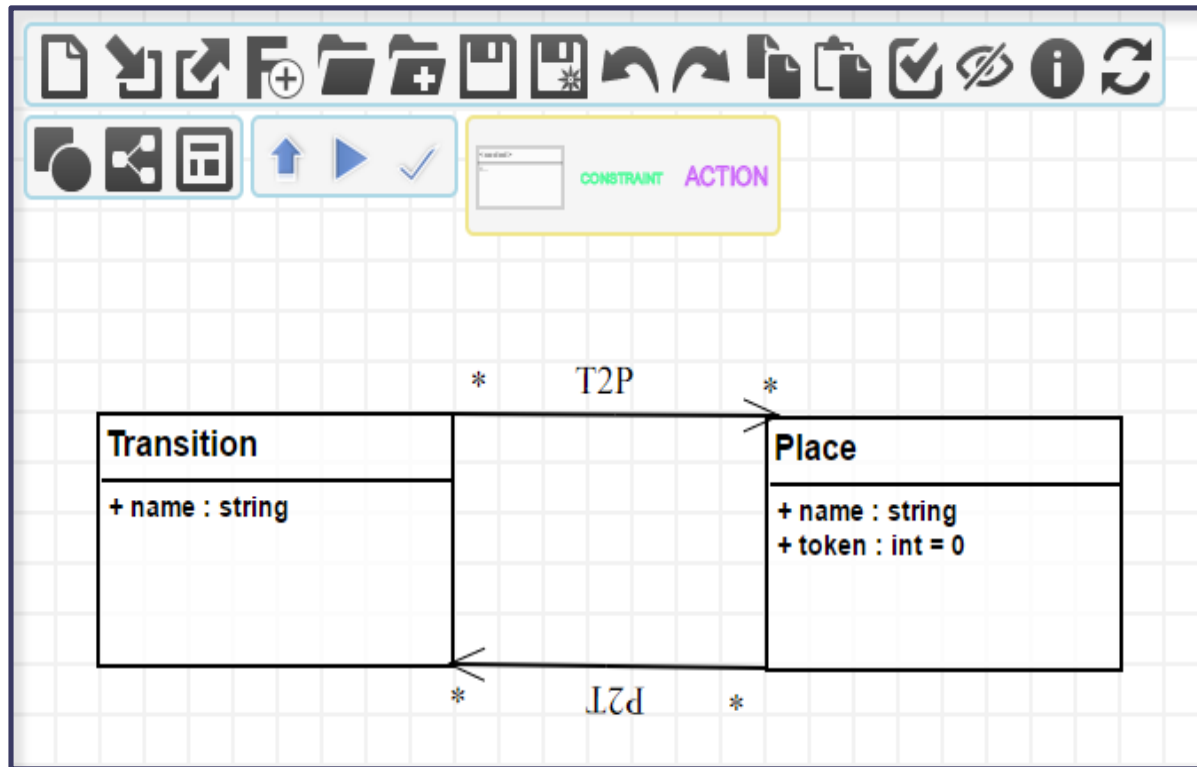 CONSTRAINT ACTION
* T2P *
Transition
+ name : string
Place
+ name : string
+ token : int = 0
* P2T *